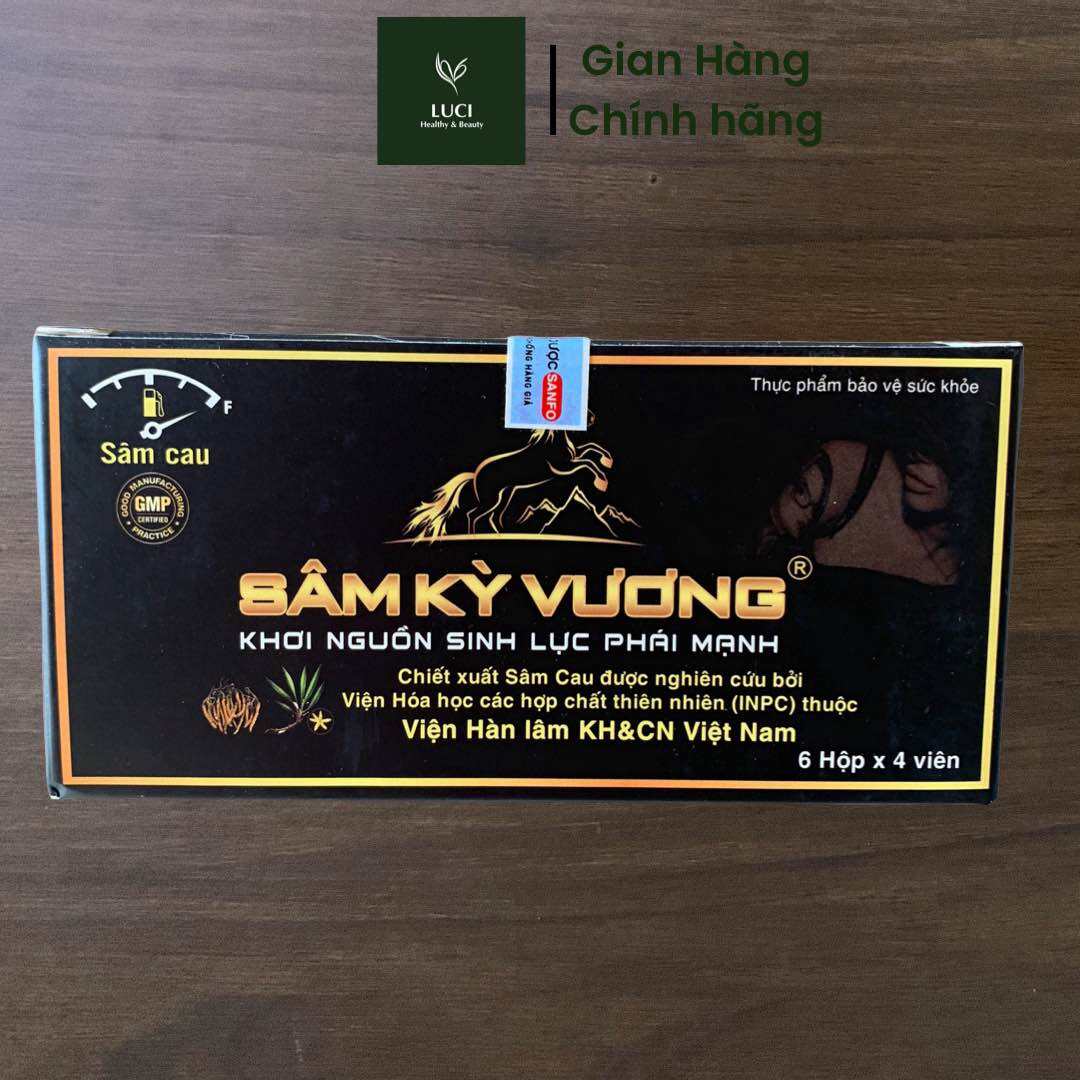 LUCI
Healthy & Beauty
Gian Hàng
Chính hãng
SANFO
Thực phẩm bảo vệ sức khỏe
F
Sâm cau
GOOD MANUFACTURING
GMP
CERTIFIED
PRACTICE
SÂM KỲ VƯƠNG®
KHƠI NGUỒN SINH LỰC PHÁI MẠNH
Chiết xuất Sâm Cau được nghiên cứu bởi
Viện Hóa học các hợp chất thiên nhiên (INPC) thuộc
Viện Hàn lâm KH&CN Việt Nam
6 Hộp x 4 viên